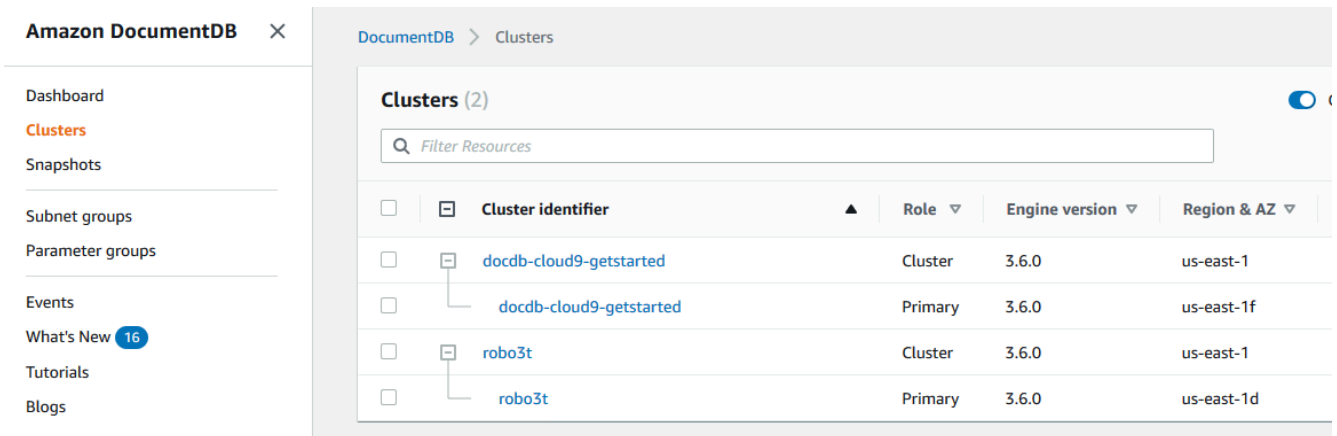 Amazon DocumentDB
Dashboard
Clusters
Snapshots
Subnet groups
Parameter groups
Events
What's New 16
Tutorials
Blogs
DocumentDB > Clusters
Clusters (2)
Filter Resources
Cluster identifier Role Engine version Region & AZ
docdb-cloud9-getstarted Cluster 3.6.0 us-east-1
docdb-cloud9-getstarted Primary 3.6.0 us-east-1f
robo3t Cluster 3.6.0 us-east-1
robo3t Primary 3.6.0 us-east-1d